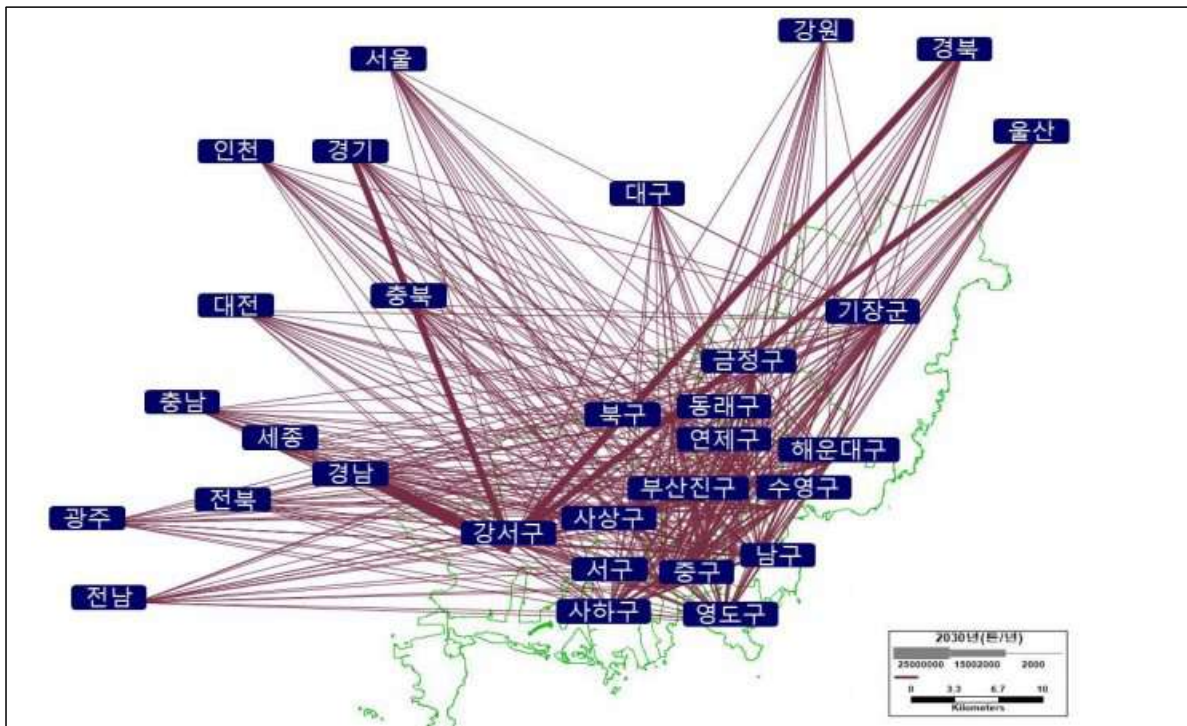 강원
경북
서울
울산
인천
경기
대구
충북
대전
기장군
금정구
충남
북구
동래구
세종
연제구
해운대구
경남
전북
부산진구
수영구
광주
강서구
사상구
남구
서구
중구
전남
사하구
영도구
2030년(톤/년)
25000000 15002000 2000
0 3.3 6.7 10
Kilometers